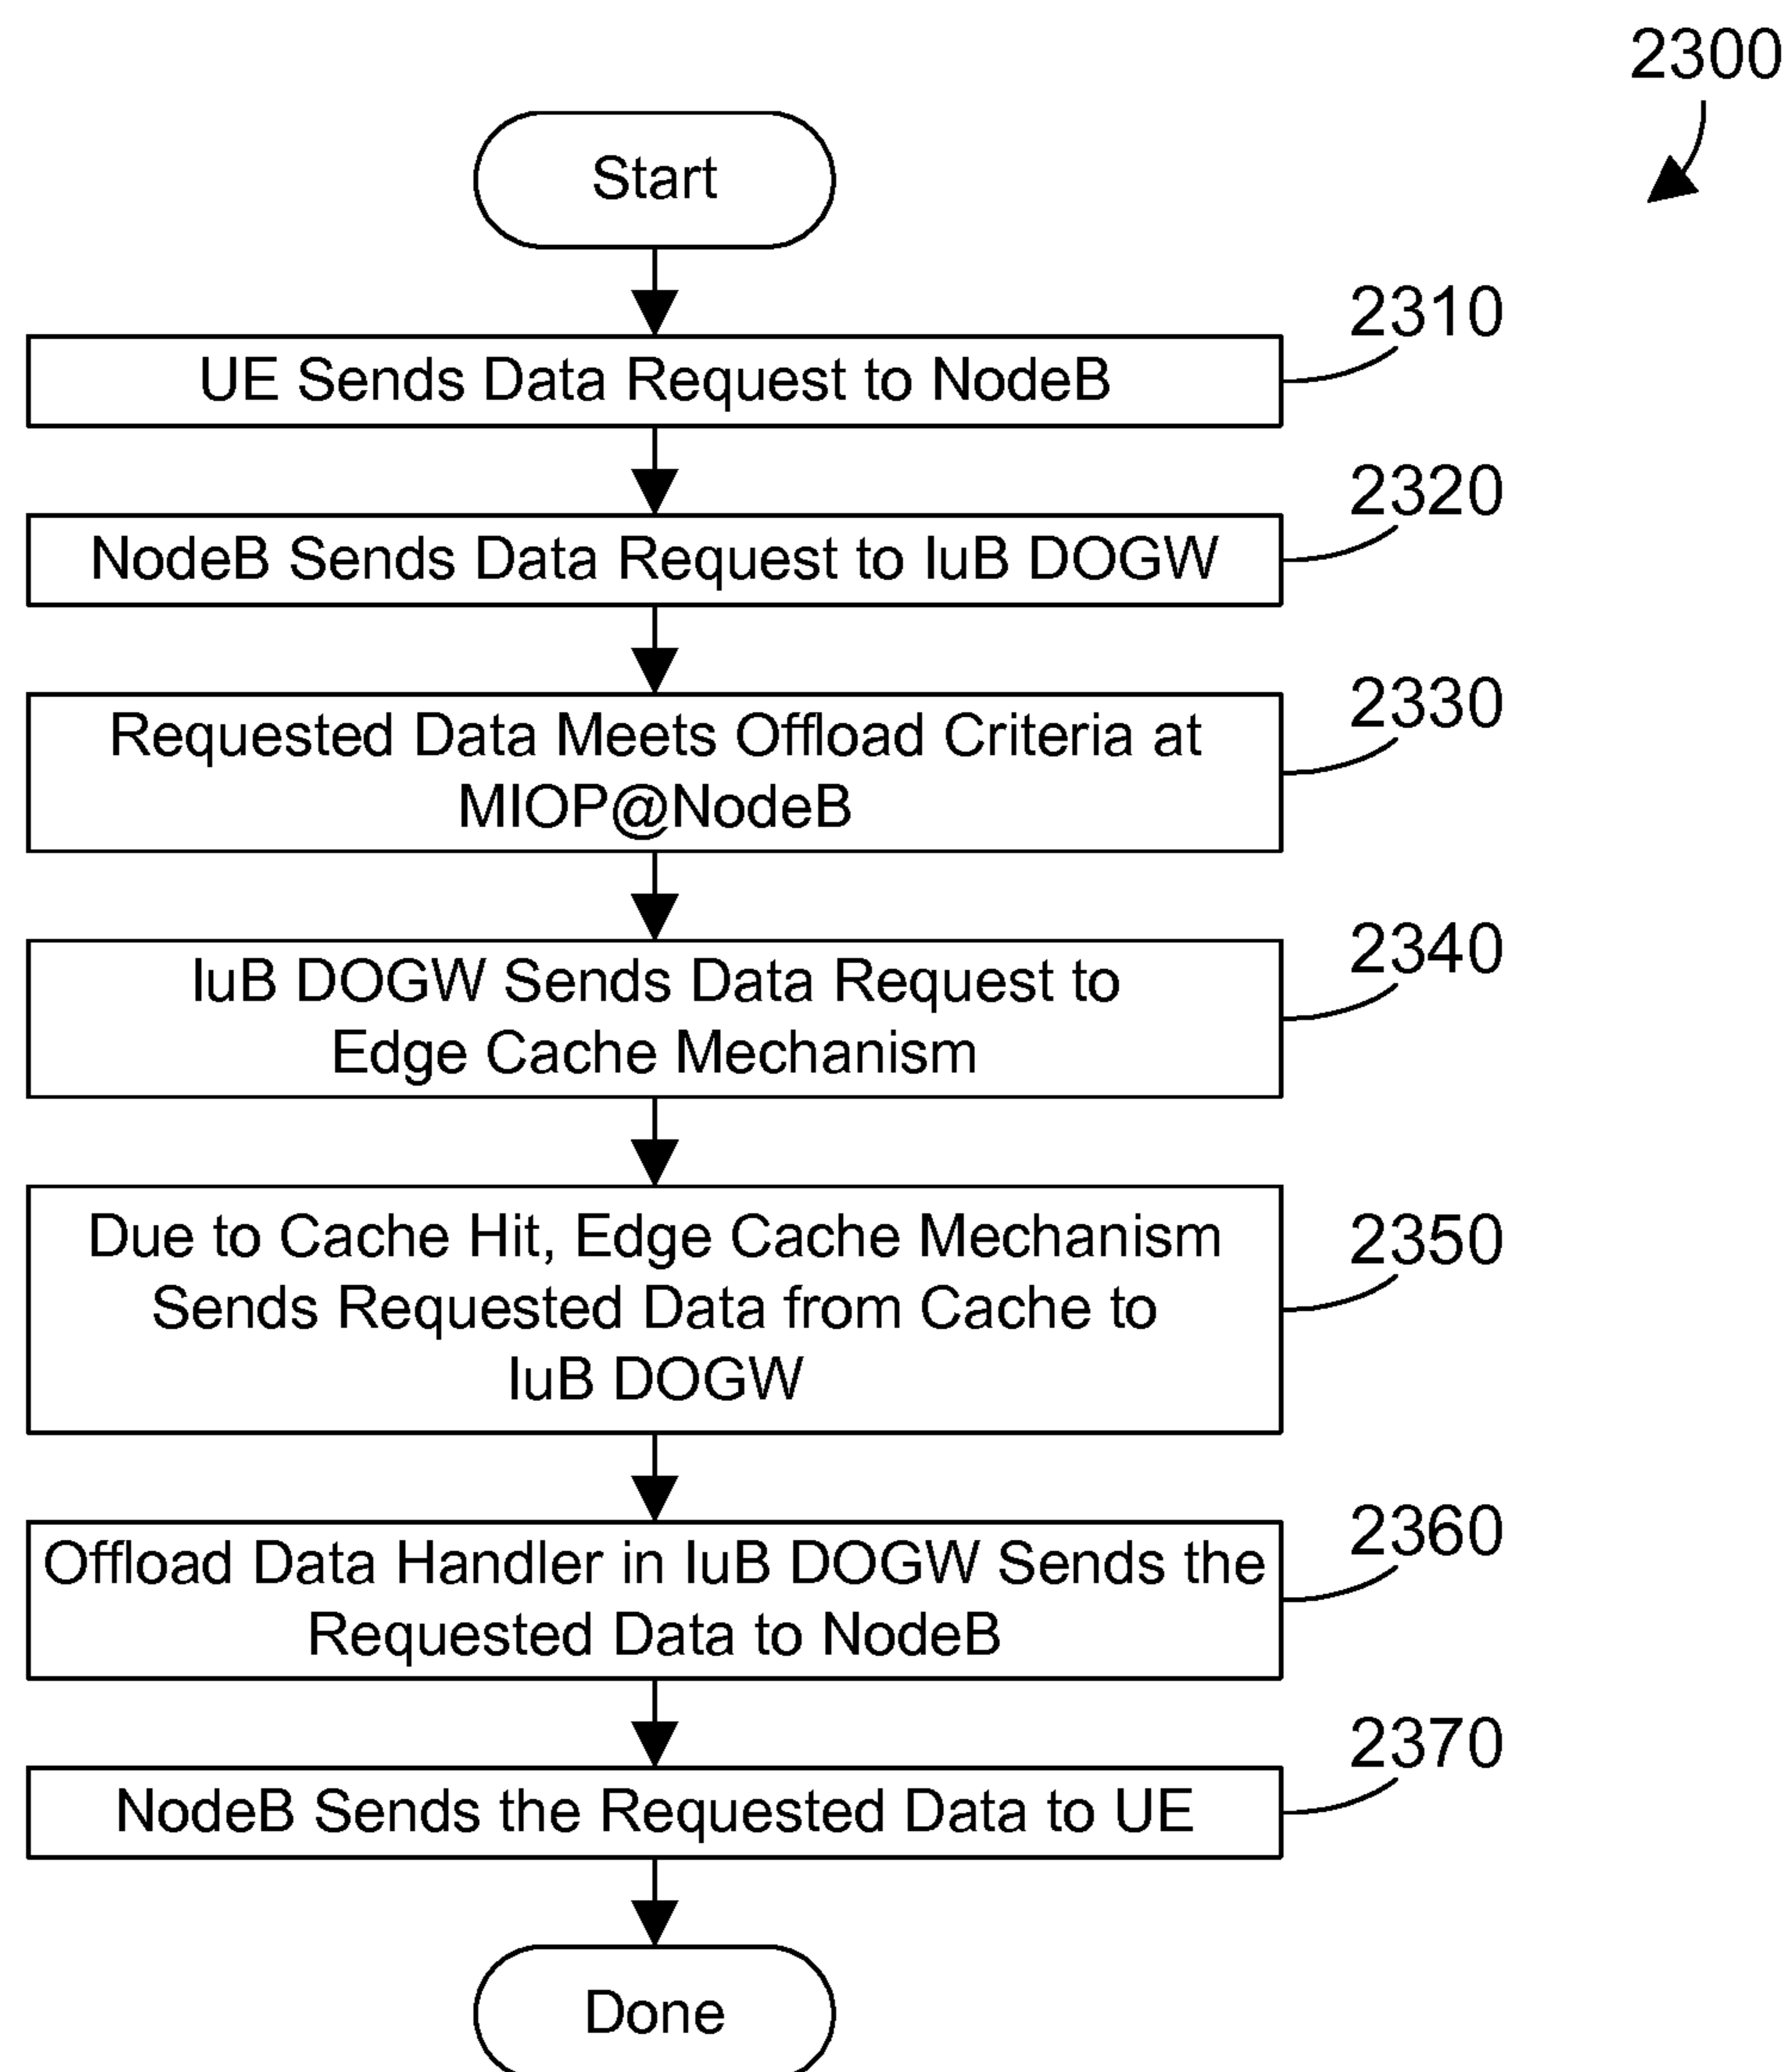 2300
Start
2310
UE Sends Data Request to NodeB
2320
NodeB Sends Data Request to IuB DOGW
2330
Requested Data Meets Offload Criteria at
MIOP@NodeB
2340
IuB DOGW Sends Data Request to
Edge Cache Mechanism
2350
Due to Cache Hit, Edge Cache Mechanism
Sends Requested Data from Cache to
IuB DOGW
2360
Offload Data Handler in IuB DOGW Sends the
Requested Data to NodeB
2370
NodeB Sends the Requested Data to UE
Done